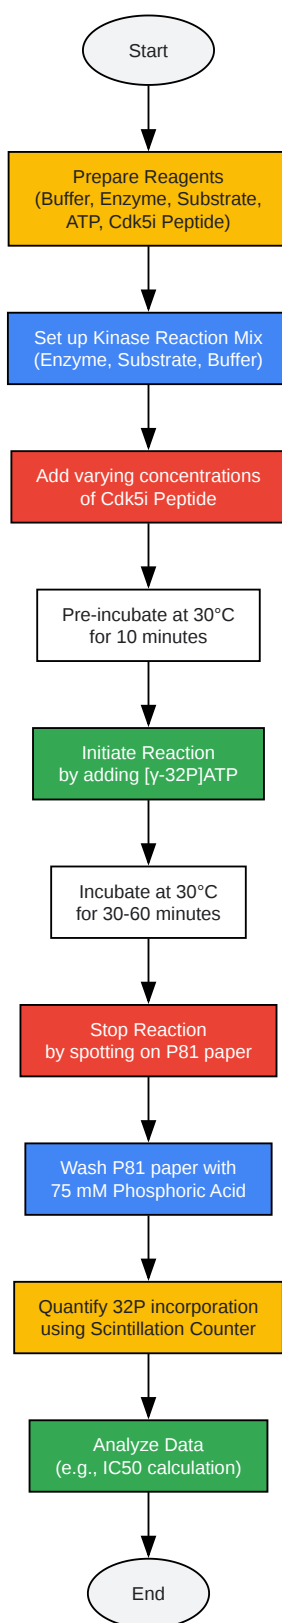 Start
Prepare Reagents
(Buffer, Enzyme, Substrate,
ATP, Cdk5i Peptide)
Set up Kinase Reaction Mix
(Enzyme, Substrate, Buffer)
Add varying concentrations
of Cdk5i Peptide
Pre-incubate at 30°C
for 10 minutes
Initiate Reaction
by adding [γ-32P]ATP
Incubate at 30°C
for 30-60 minutes
Stop Reaction
by spotting on P81 paper
Wash P81 paper with
75 mM Phosphoric Acid
Quantify 32P incorporation
using Scintillation Counter
Analyze Data
(e.g., IC50 calculation)
End